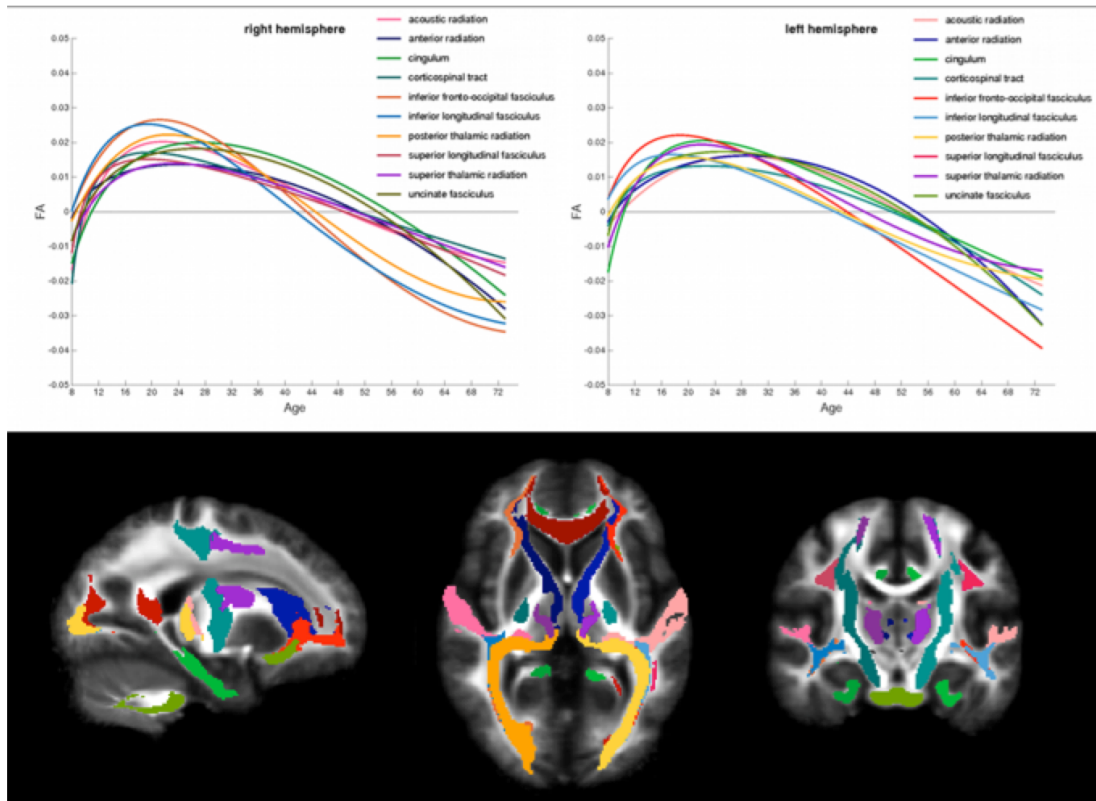 right hemisphere
acoustic radiation
anterior radiation
cingulum
corticospinal tract
inferior fronto-occipital fasciculus
inferior longitudinal fasciculus
posterior thalamic radiation
superior longitudinal fasciculus
superior thalamic radiation
uncinate fasciculus
0.05
0.04
0.03
0.02
0.01
0
-0.01
-0.02
-0.03
-0.04
-0.05
FA
8 12 16 20 24 28 32 36 40 44 48 52 56 60 64 68 72
Age
left hemisphere
acoustic radiation
anterior radiation
cingulum
corticospinal tract
inferior fronto-occipital fasciculus
inferior longitudinal fasciculus
posterior thalamic radiation
superior longitudinal fasciculus
superior thalamic radiation
uncinate fasciculus
0.05
0.04
0.03
0.02
0.01
0
-0.01
-0.02
-0.03
-0.04
-0.05
FA
8 12 16 20 24 28 32 36 40 44 48 52 56 60 64 68 72
Age